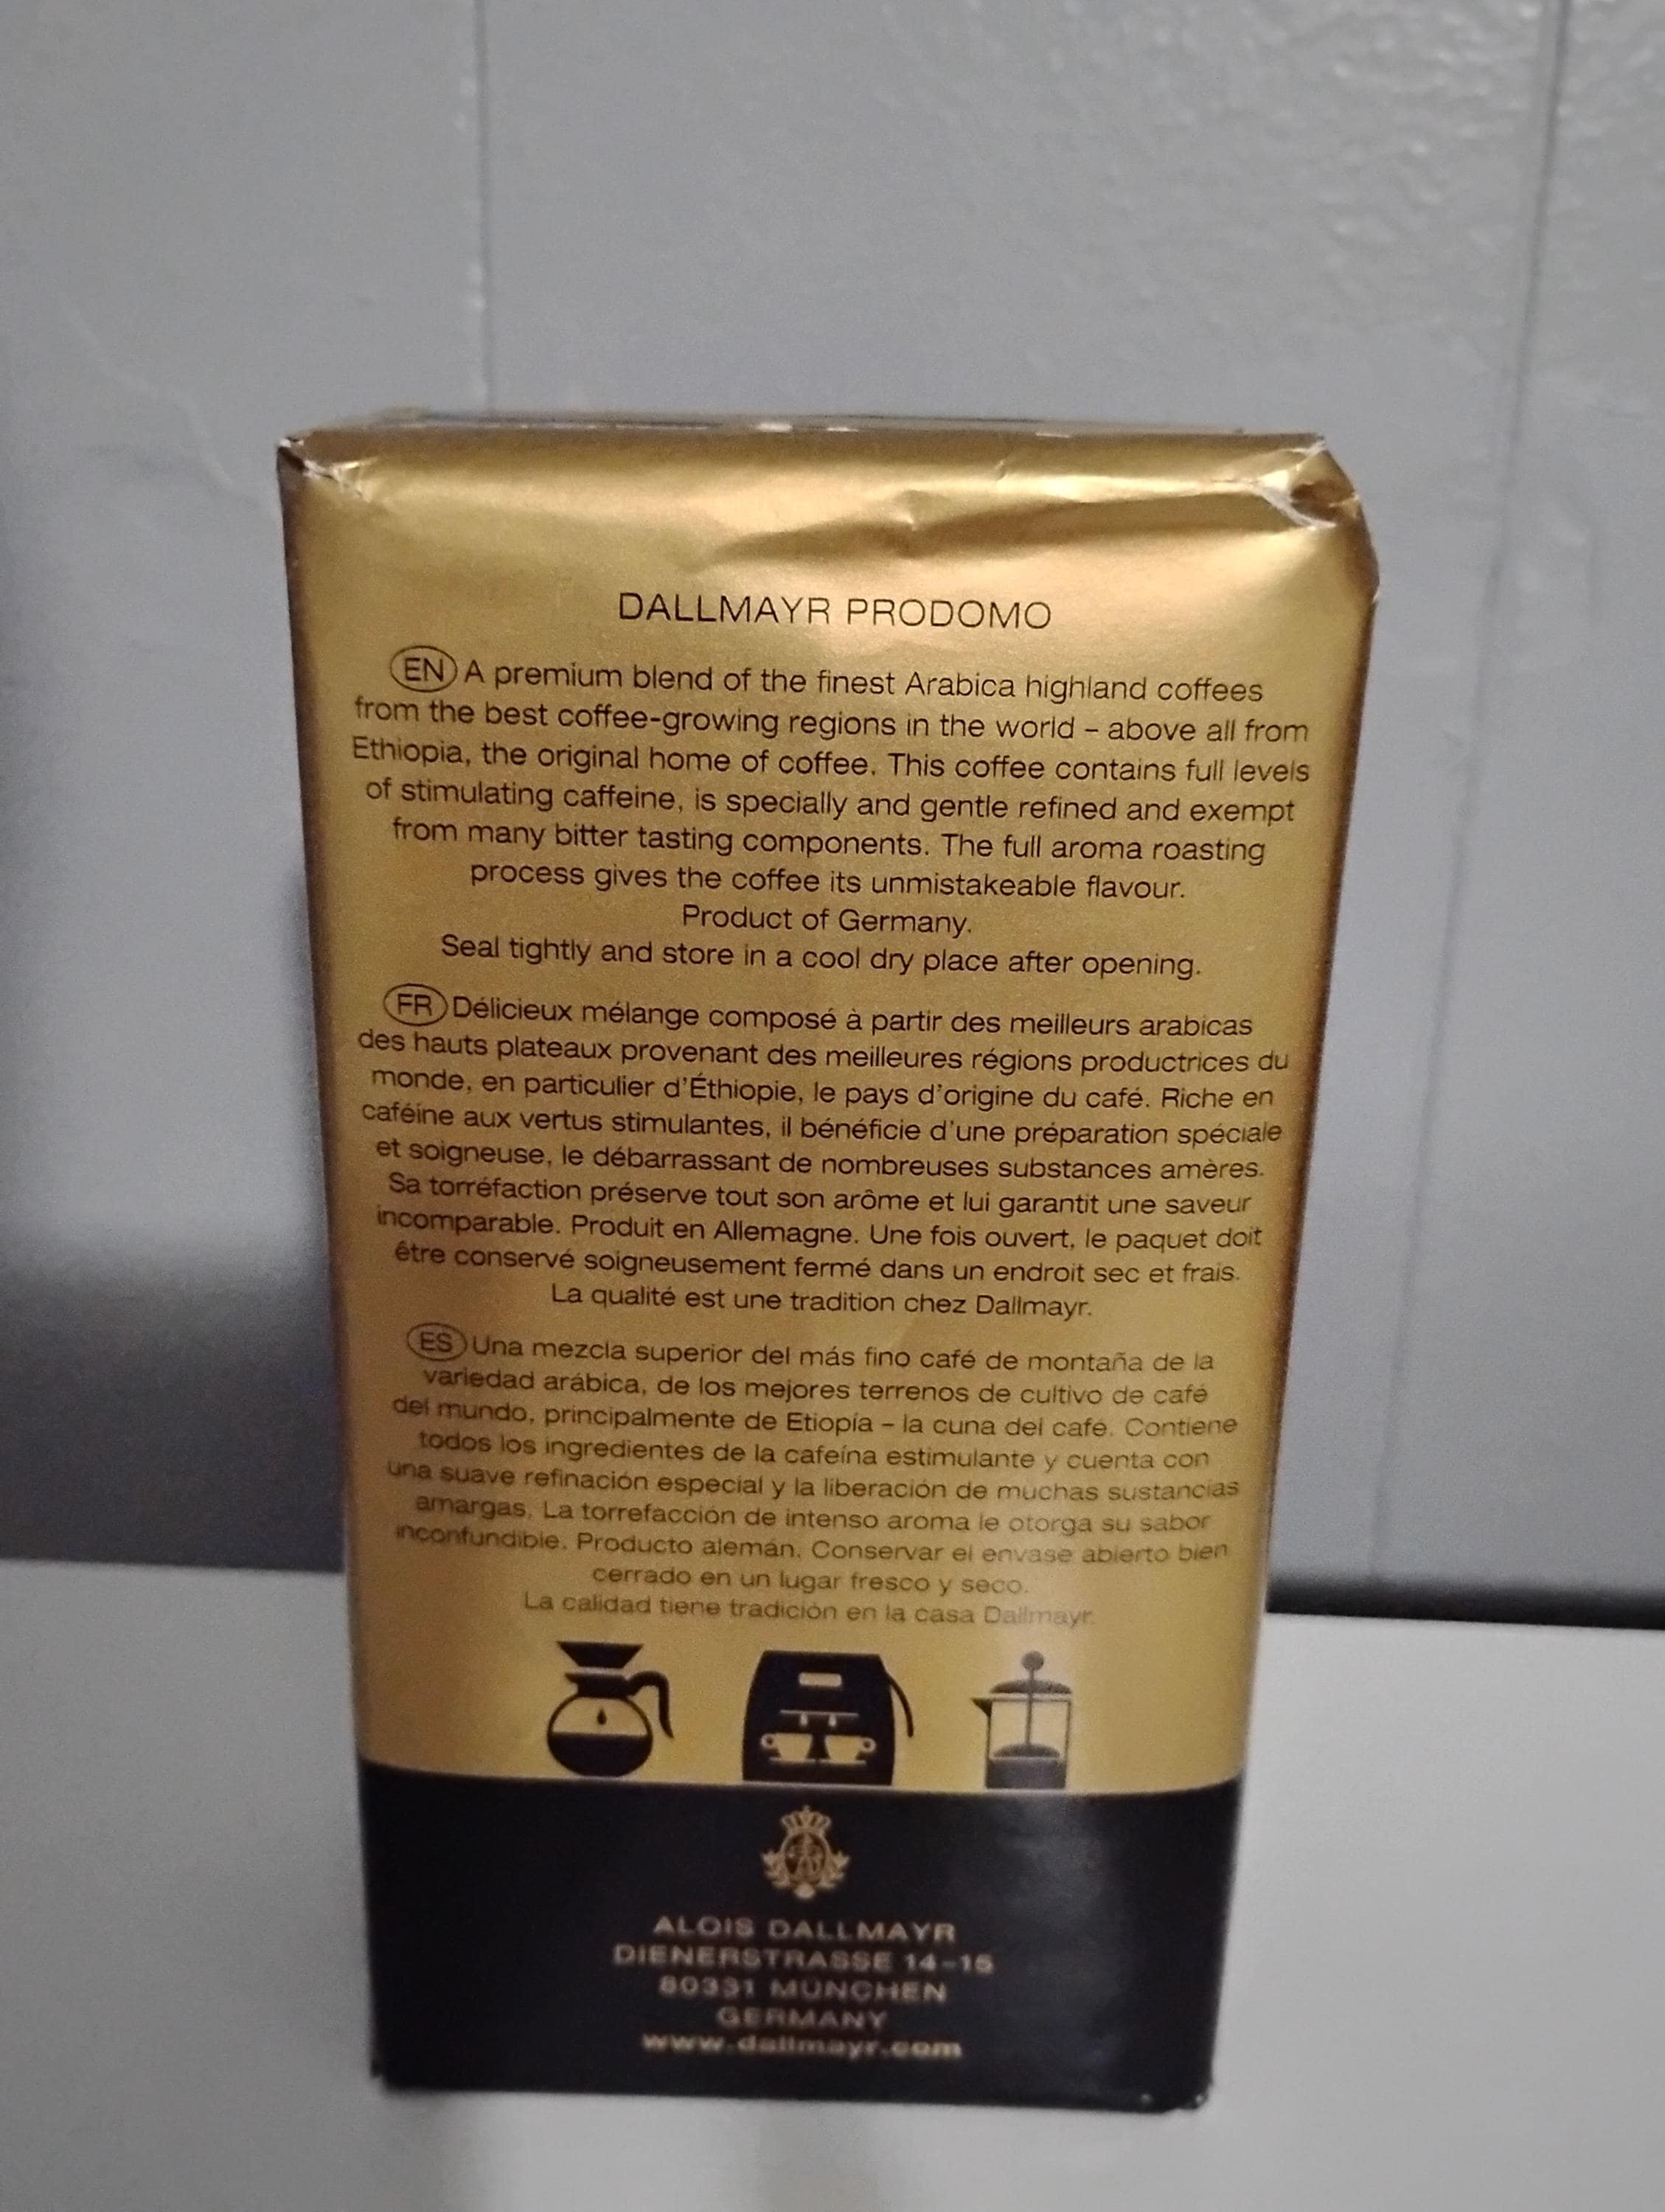 DALLMAYR PRODOMO
EN A premium blend of the finest Arabica highland coffees
from the best coffee-growing regions in the world – above all from
Ethiopia, the original home of coffee. This coffee contains full levels
of stimulating caffeine, is specially and gentle refined and exempt
from many bitter tasting components. The full aroma roasting
process gives the coffee its unmistakeable flavour.
Product of Germany.
Seal tightly and store in a cool dry place after opening.
FR Délicieux mélange composé à partir des meilleurs arabicas
des hauts plateaux provenant des meilleures régions productrices du
monde, en particulier d'Éthiopie, le pays d'origine du café. Riche en
caféine aux vertus stimulantes, il bénéficie d'une préparation spéciale
et soigneuse, le débarrassant de nombreuses substances amères.
Sa torréfaction préserve tout son arôme et lui garantit une saveur
incomparable. Produit en Allemagne. Une fois ouvert, le paquet doit
être conservé soigneusement fermé dans un endroit sec et frais.
La qualité est une tradition chez Dallmayr.
ES Una mezcla superior del más fino café de montaña de la
variedad arábica, de los mejores terrenos de cultivo de café
del mundo, principalmente de Etiopía – la cuna del café. Contiene
todos los ingredientes de la cafeína estimulante y cuenta con
una suave refinación especial y la liberación de muchas sustancias
amargas. La torrefacción de intenso aroma le otorga su sabor
inconfundible. Producto alemán. Conservar el envase abierto bien
cerrado en un lugar fresco y seco.
La calidad tiene tradición en la casa Dallmayr.
ALOIS DALLMAYR
DIENERSTRASSE 14–15
80331 MÜNCHEN
GERMANY
www.dallmayr.com